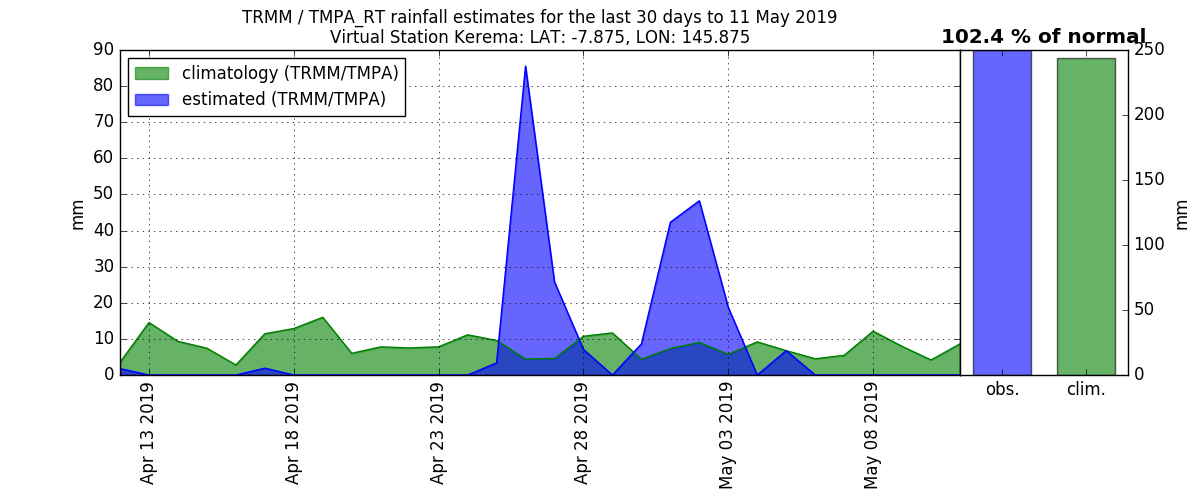 TRMM / TMPA_RT rainfall estimates for the last 30 days to 11 May 2019
Virtual Station Kerema: LAT: -7.875, LON: 145.875
102.4 % of normal
climatology (TRMM/TMPA)
estimated (TRMM/TMPA)
mm
90
80
70
60
50
40
30
20
10
0
Apr 13 2019
Apr 18 2019
Apr 23 2019
Apr 28 2019
May 03 2019
May 08 2019
obs.
clim.
250
200
150
100
50
0
mm